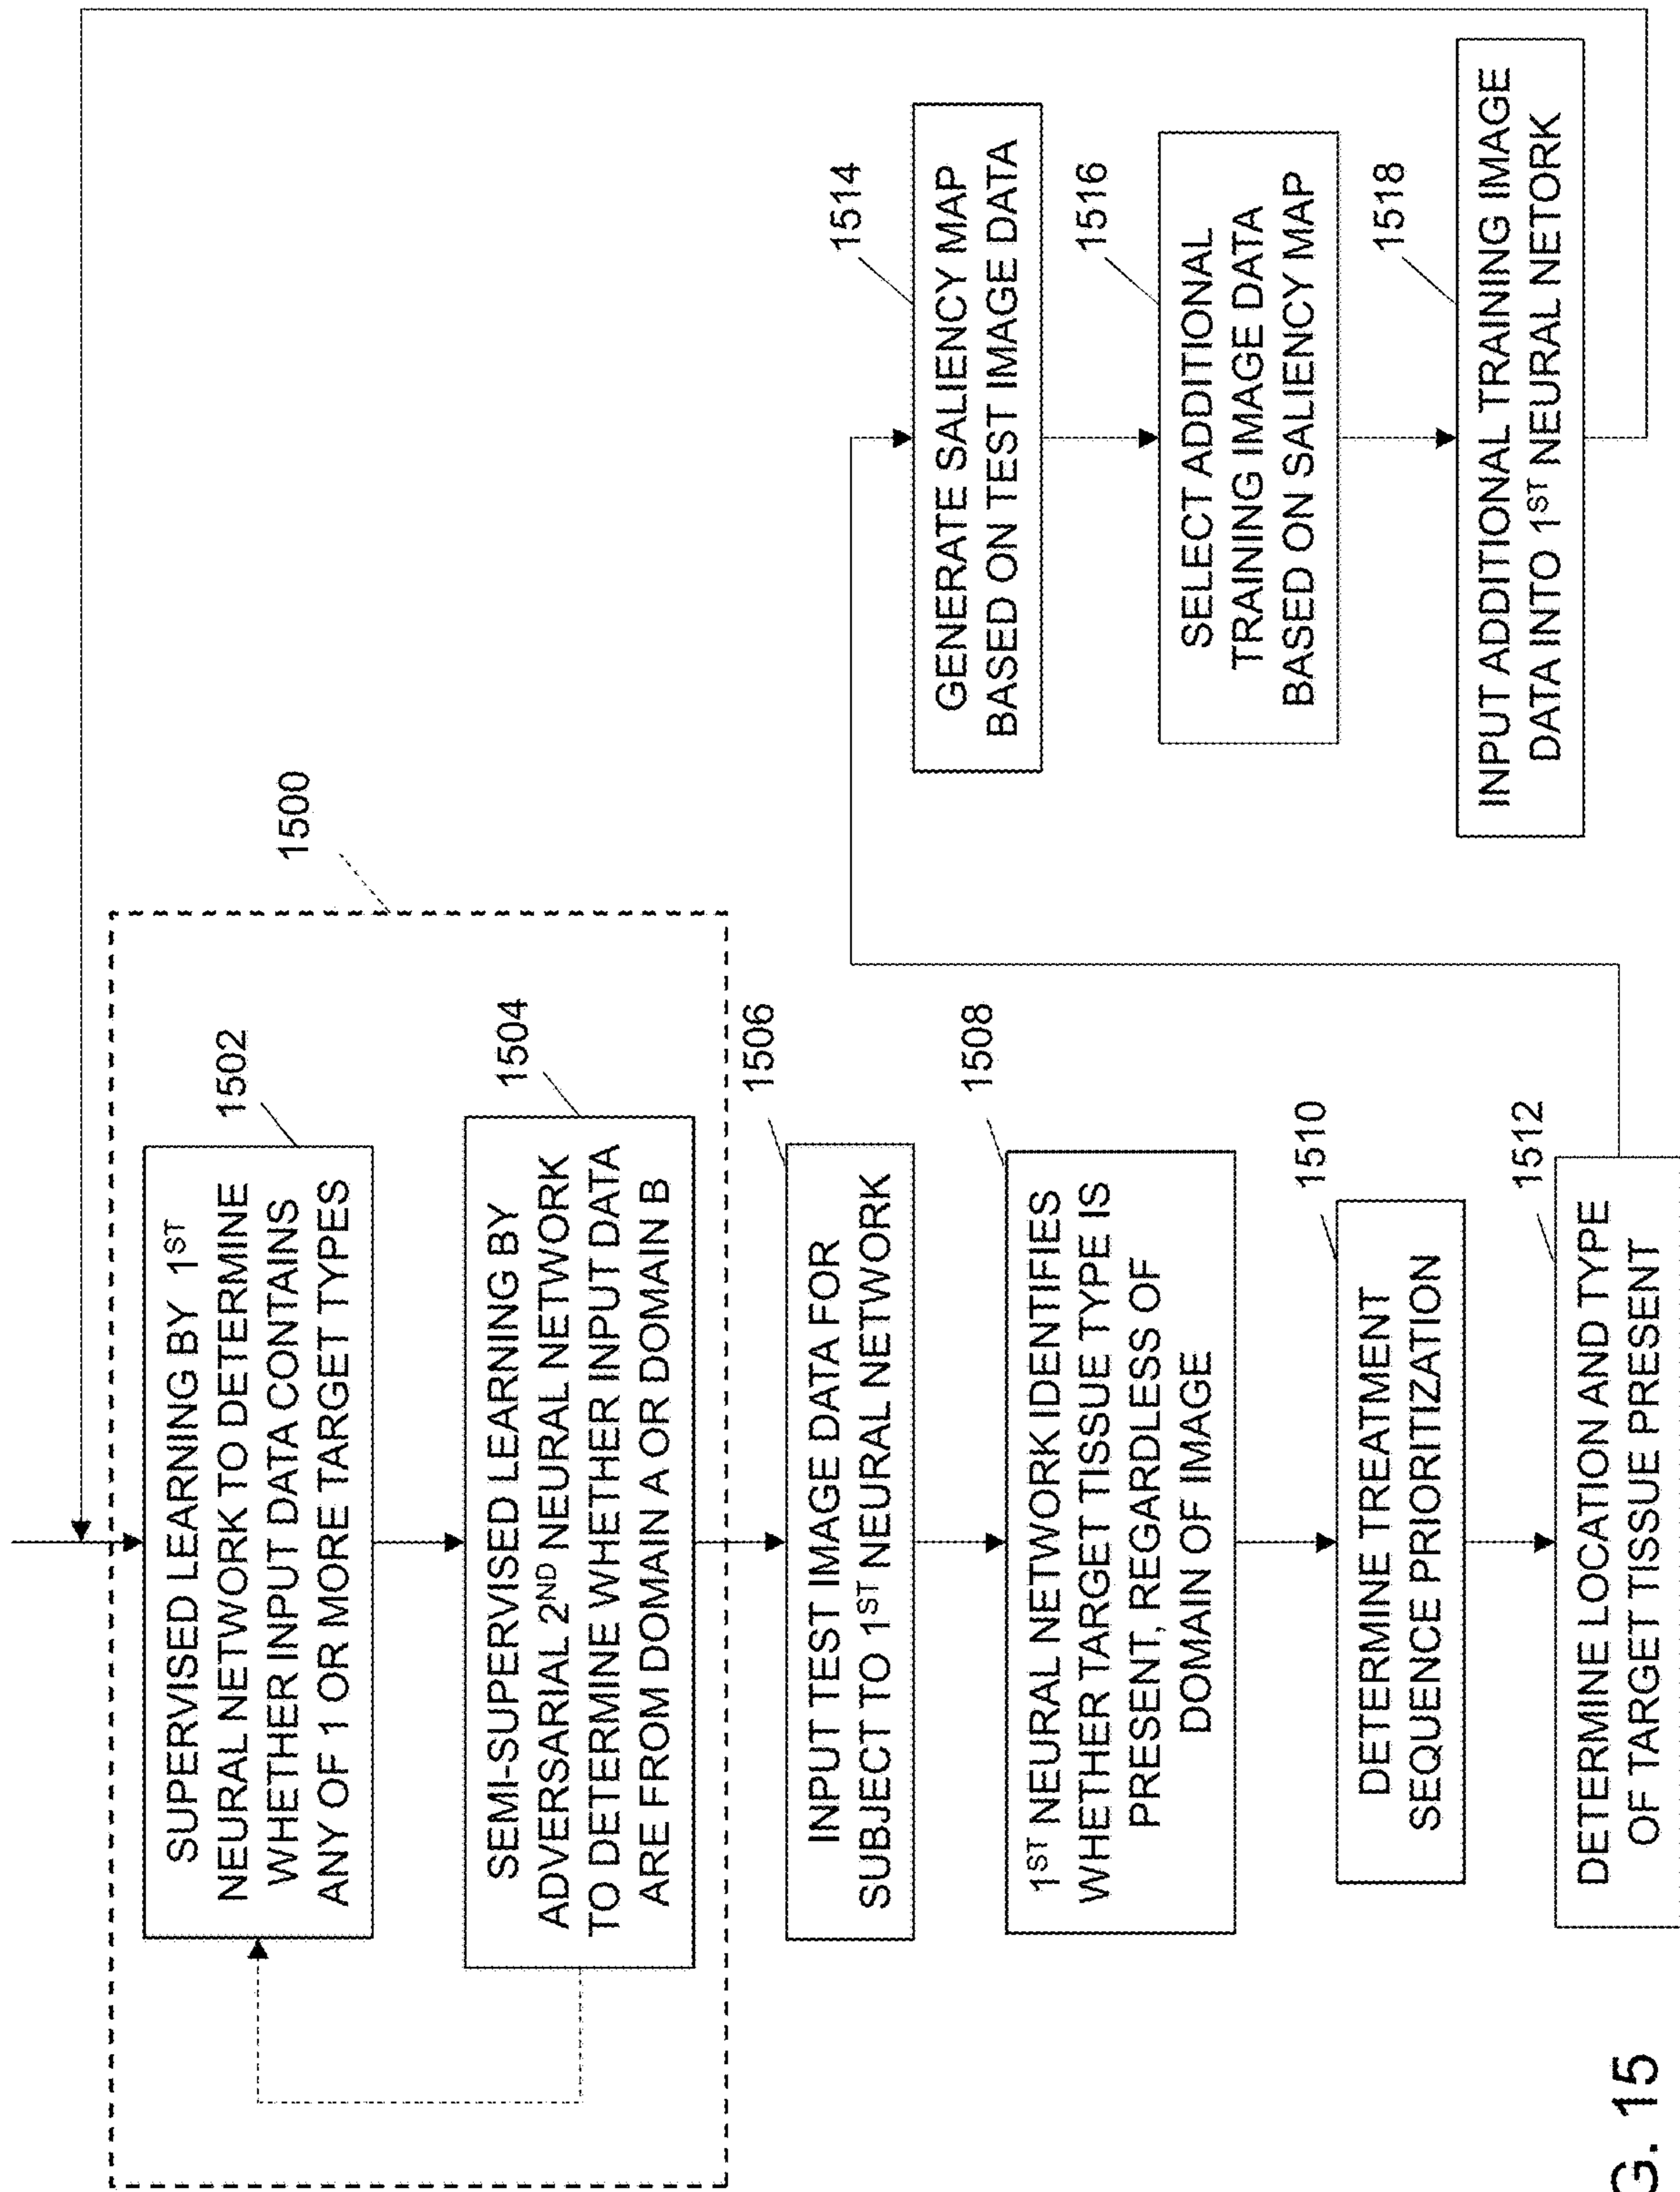 1500
1502
SUPERVISED LEARNING BY 1ST
NEURAL NETWORK TO DETERMINE
WHETHER INPUT DATA CONTAINS
ANY OF 1 OR MORE TARGET TYPES
1504
SEMI-SUPERVISED LEARNING BY
ADVERSARIAL 2ND NEURAL NETWORK
TO DETERMINE WHETHER INPUT DATA
ARE FROM DOMAIN A OR DOMAIN B
1506
INPUT TEST IMAGE DATA FOR
SUBJECT TO 1ST NEURAL NETWORK
1508
1ST NEURAL NETWORK IDENTIFIES
WHETHER TARGET TISSUE TYPE IS
PRESENT, REGARDLESS OF
DOMAIN OF IMAGE
1510
DETERMINE TREATMENT
SEQUENCE PRIORITIZATION
1512
DETERMINE LOCATION AND TYPE
OF TARGET TISSUE PRESENT
1514
GENERATE SALIENCY MAP
BASED ON TEST IMAGE DATA
1516
SELECT ADDITIONAL
TRAINING IMAGE DATA
BASED ON SALIENCY MAP
1518
INPUT ADDITIONAL TRAINING IMAGE
DATA INTO 1ST NEURAL NETORK
G. 15